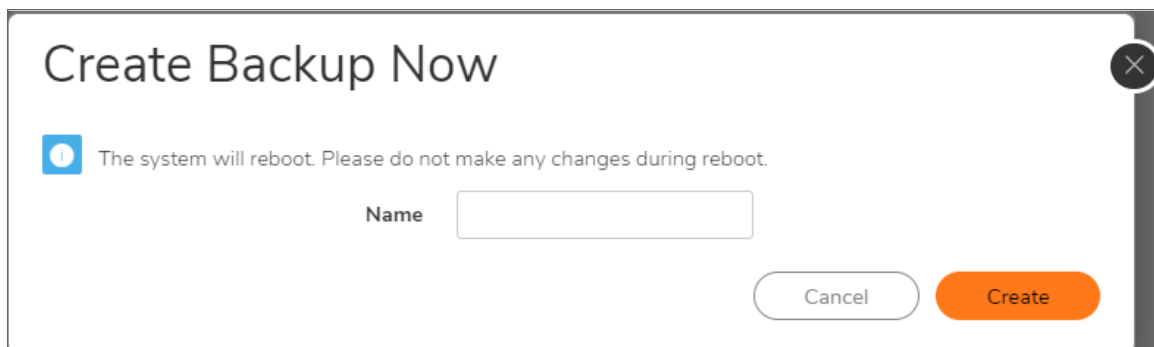 Create Backup Now
The system will reboot. Please do not make any changes during reboot.
Name
Cancel
Create